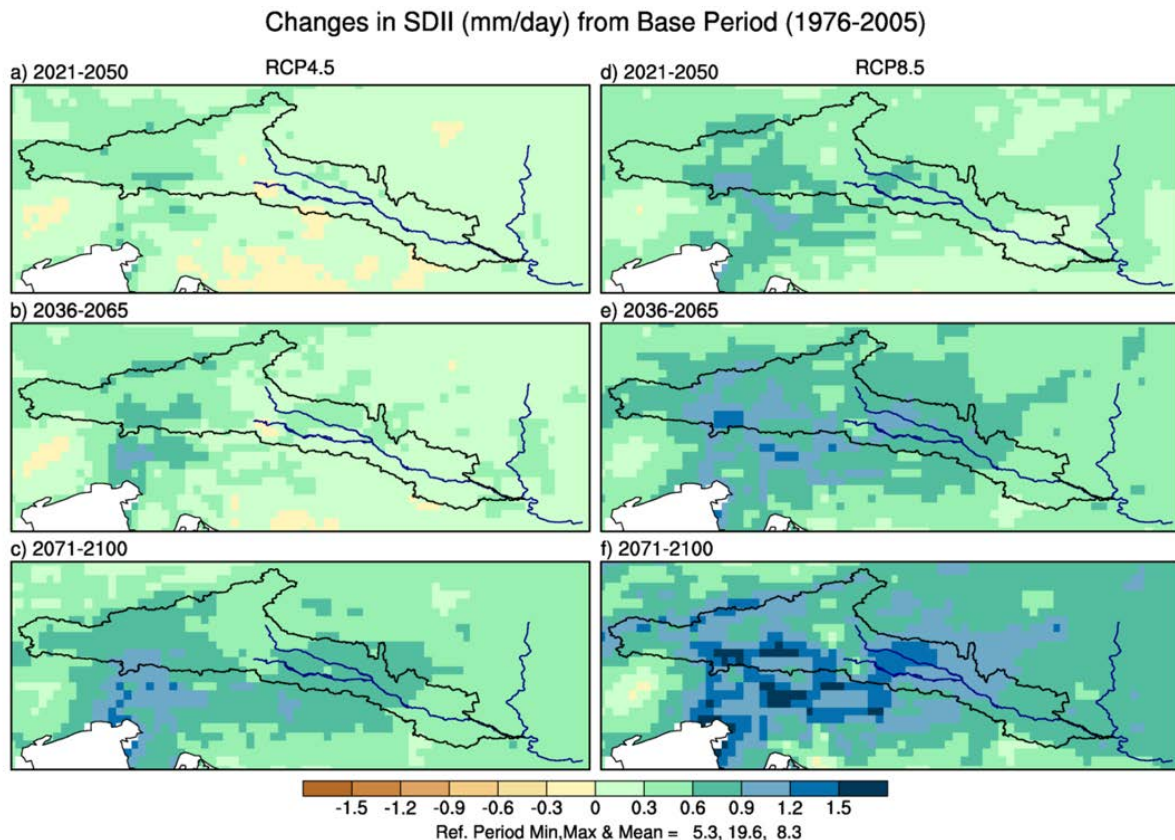 Changes in SDII (mm/day) from Base Period (1976-2005)
a) 2021-2050 RCP4.5
d) 2021-2050 RCP8.5
b) 2036-2065
e) 2036-2065
c) 2071-2100
f) 2071-2100
-1.5 -1.2 -0.9 -0.6 -0.3 0 0.3 0.6 0.9 1.2 1.5
Ref. Period Min,Max & Mean = 5.3, 19.6, 8.3